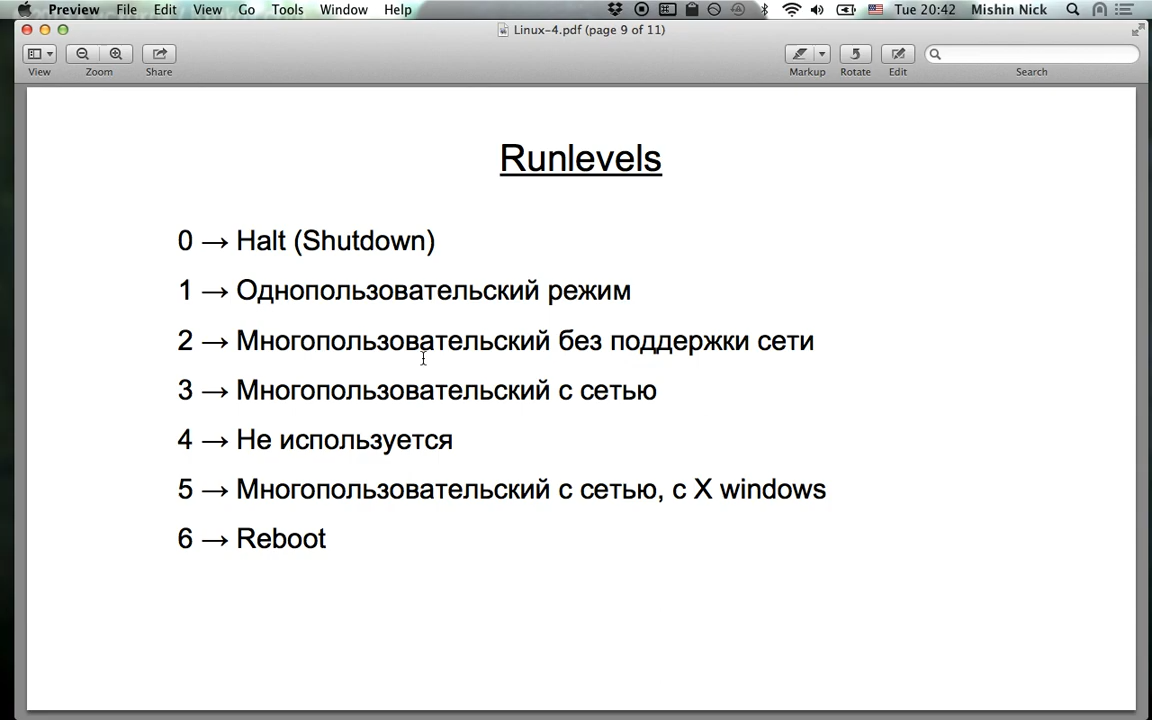 Preview File Edit View Go Tools Window Help Tue 20:42 Mishin Nick
Linux-4.pdf (page 9 of 11)
View Zoom Share Markup Rotate Edit Search
Runlevels
0 → Halt (Shutdown)
1 → Однопользовательский режим
2 → Многопользовательский без поддержки сети
3 → Многопользовательский с сетью
4 → Не используется
5 → Многопользовательский с сетью, с X windows
6 → Reboot